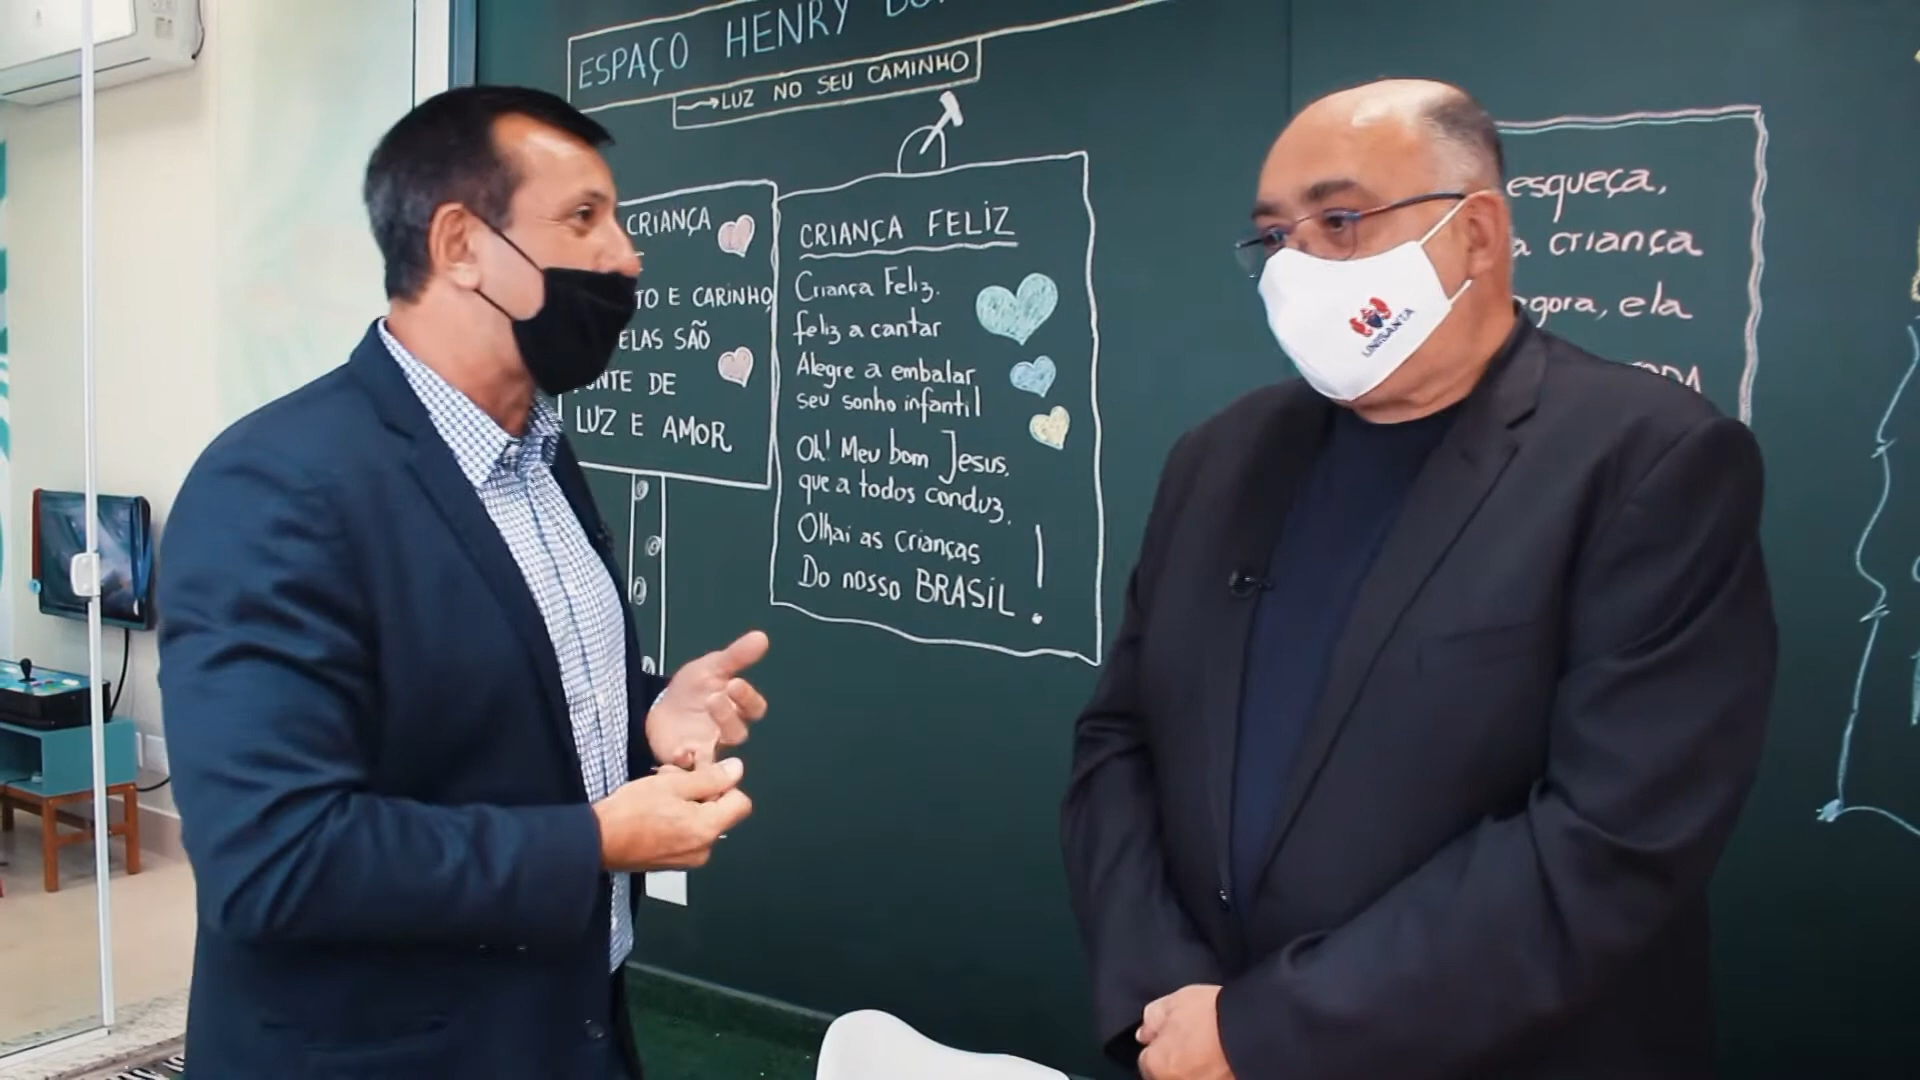 ESPAÇO HENRY
→LUZ NO SEU CAMINHO
CRIANÇA
E CARINHO,
ELAS SÃO
DE
LUZ E AMOR
CRIANÇA FELIZ
Criança Feliz.
feliz a cantar
Alegre a embalar
seu sonho infantil
Oh! Meu bom Jesus,
que a todos conduz,
Olhai as crianças
Do nosso BRASIL!
esqueça,
a criança
agora, ela
UNISANTA